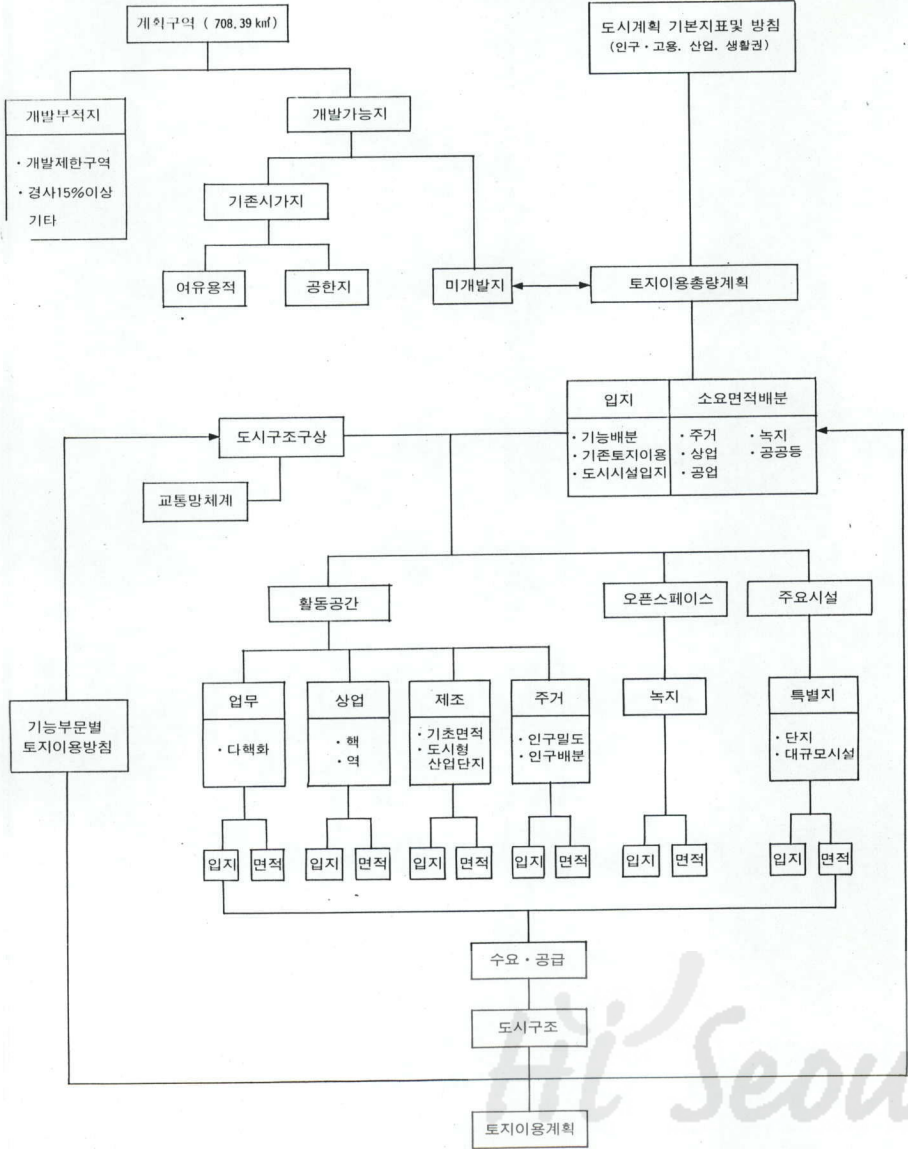 계획구역 ( 708.39 ㎢)
도시계획 기본지표및 방침
(인구·고용. 산업. 생활권)
개발부적지
· 개발제한구역
· 경사15%이상
기타
개발가능지
기존시가지
여유용적
공한지
미개발지
토지이용총량계획
입지
· 기능배분
· 기존토지이용
· 도시시설입지
소요면적배분
· 주거
· 상업
· 공업
· 녹지
· 공공등
도시구조구상
교통망체계
활동공간
오픈스페이스
주요시설
업무
· 다핵화
상업
· 핵
· 역
제조
· 기초면적
· 도시형
산업단지
주거
· 인구밀도
· 인구배분
녹지
특별지
· 단지
· 대규모시설
기능부문별
토지이용방침
입지 면적 입지 면적 입지 면적 입지 면적 입지 면적 입지 면적
수요·공급
도시구조
토지이용계획
Hi Seoul